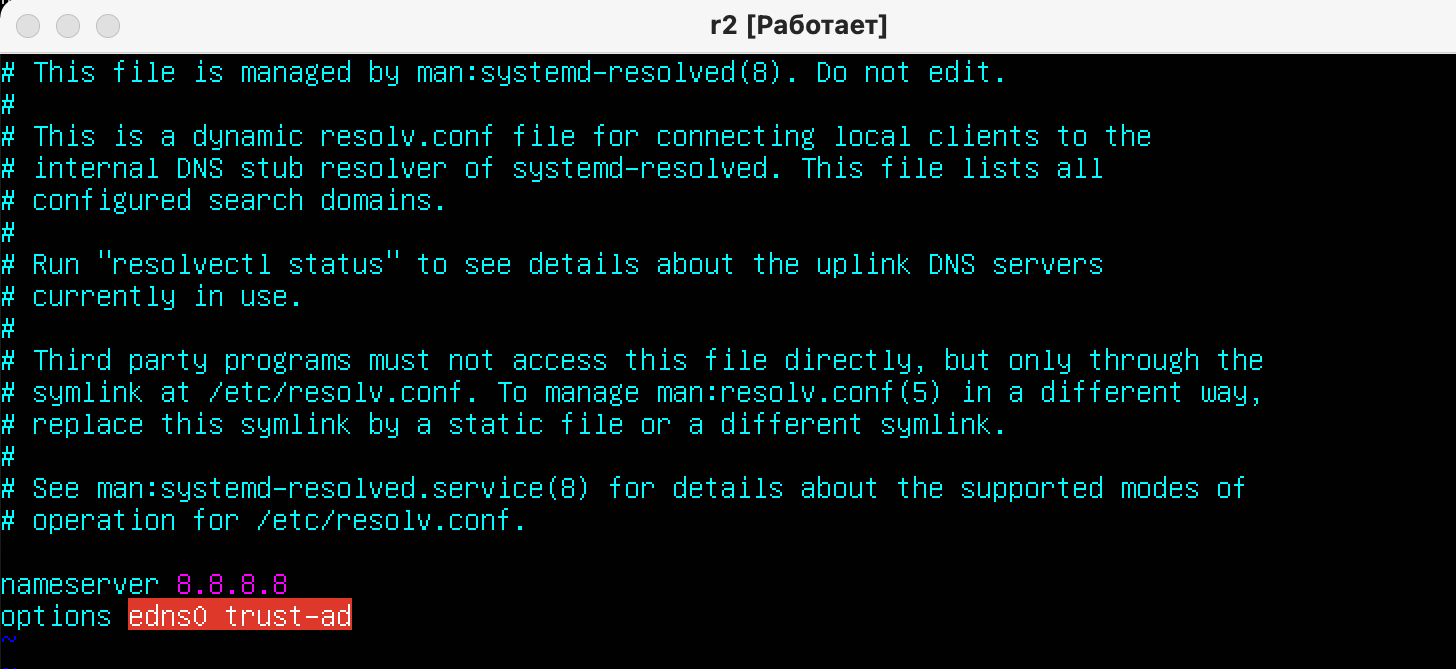 r2 [Работает]
# This file is managed by man:systemd-resolved(8). Do not edit.
#
# This is a dynamic resolv.conf file for connecting local clients to the
# internal DNS stub resolver of systemd-resolved. This file lists all
# configured search domains.
#
# Run "resolvectl status" to see details about the uplink DNS servers
# currently in use.
#
# Third party programs must not access this file directly, but only through the
# symlink at /etc/resolv.conf. To manage man:resolv.conf(5) in a different way,
# replace this symlink by a static file or a different symlink.
#
# See man:systemd-resolved.service(8) for details about the supported modes of
# operation for /etc/resolv.conf.

nameserver 8.8.8.8
options edns0 trust-ad
~